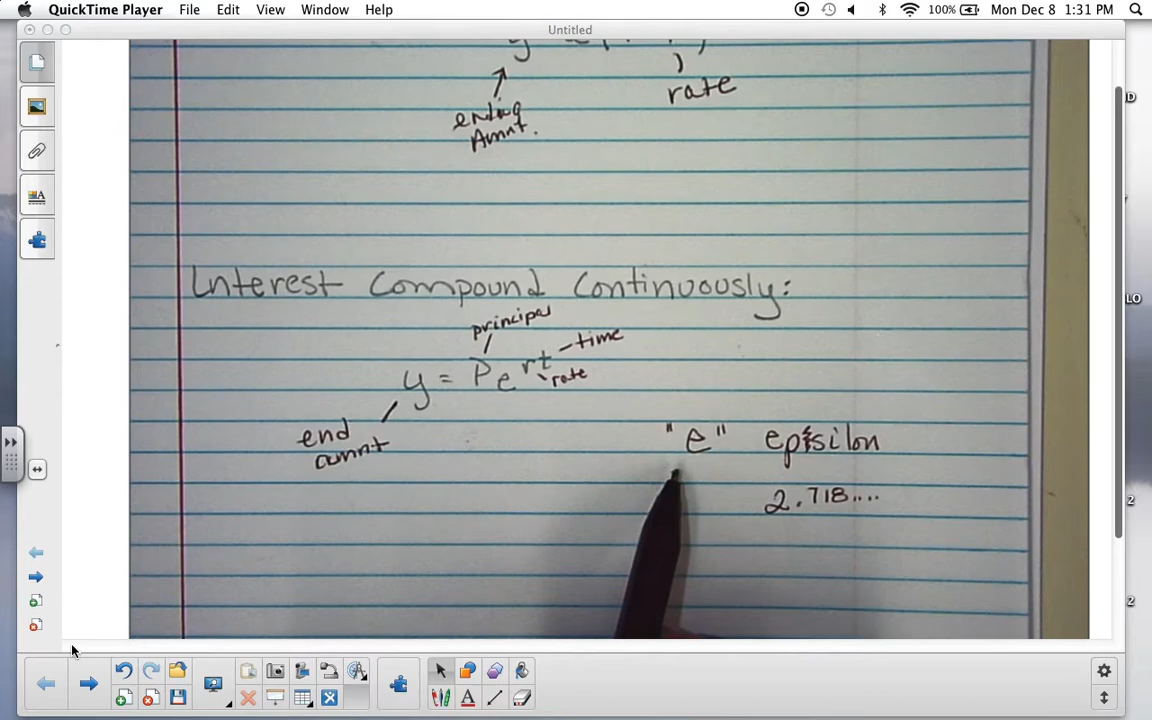 QuickTime Player File Edit View Window Help 100% Mon Dec 8 1:31 PM
Untitled
rate
ending
Amnt.
Interest Compound Continuously:
principal
time
y = Pe rt
rate
end
amnt
"e" epsilon
2.718....